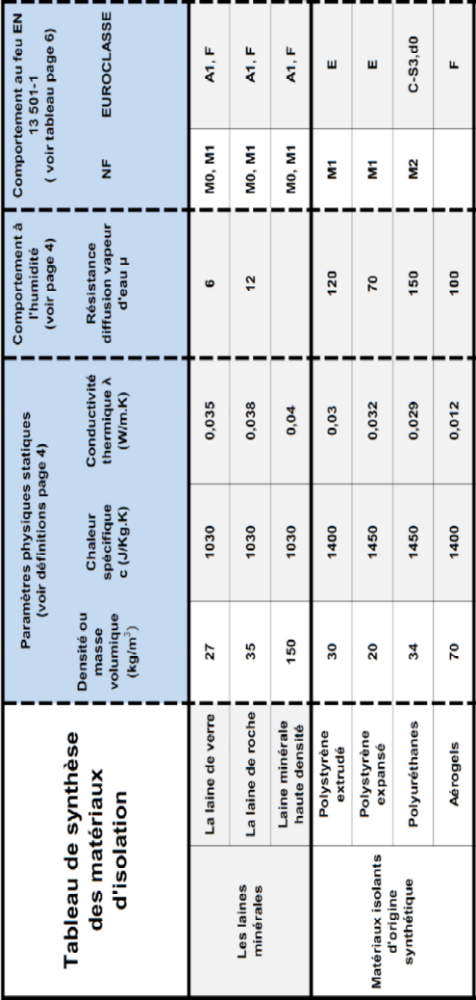 Tableau de synthèse
des matériaux
d'isolation
Paramètres physiques statiques
(voir définitions page 4)
Comportement à
l'humidité
(voir page 4)
Comportement au feu EN
13 501-1
( voir tableau page 6)
Densité ou
masse
volumique
(kg/m³)
Chaleur
spécifique
c (J/Kg.K)
Conductivité
thermique λ
(W/m.K)
Résistance
diffusion vapeur
d'eau µ
NF
EUROCLASSE
Les laines
minérales
La laine de verre
27
1030
0,035
6
M0, M1
A1, F
La laine de roche
35
1030
0,038
12
M0, M1
A1, F
Laine minérale
haute densité
150
1030
0,04
M0, M1
A1, F
Matériaux isolants
d'origine
synthétique
Polystyrène
extrudé
30
1400
0,03
120
M1
E
Polystyrène
expansé
20
1450
0,032
70
M1
E
Polyuréthanes
34
1450
0,029
150
M2
C-S3,d0
Aérogels
70
1400
0,012
100
F